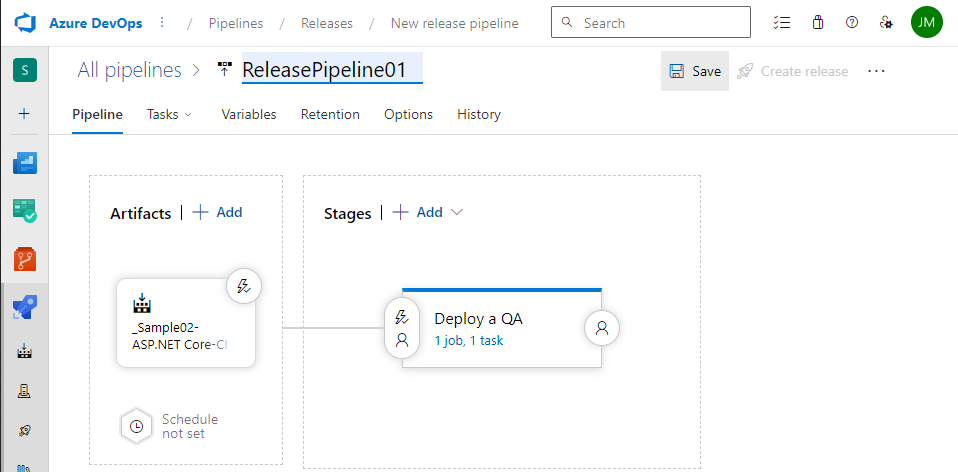 Azure DevOps / Pipelines / Releases / New release pipeline Search JM
S All pipelines > ReleasePipeline01 Save Create release ...
Pipeline Tasks Variables Retention Options History
Artifacts | + Add
Stages | + Add
_Sample02-
ASP.NET Core-CI
Deploy a QA
1 job, 1 task
Schedule
not set